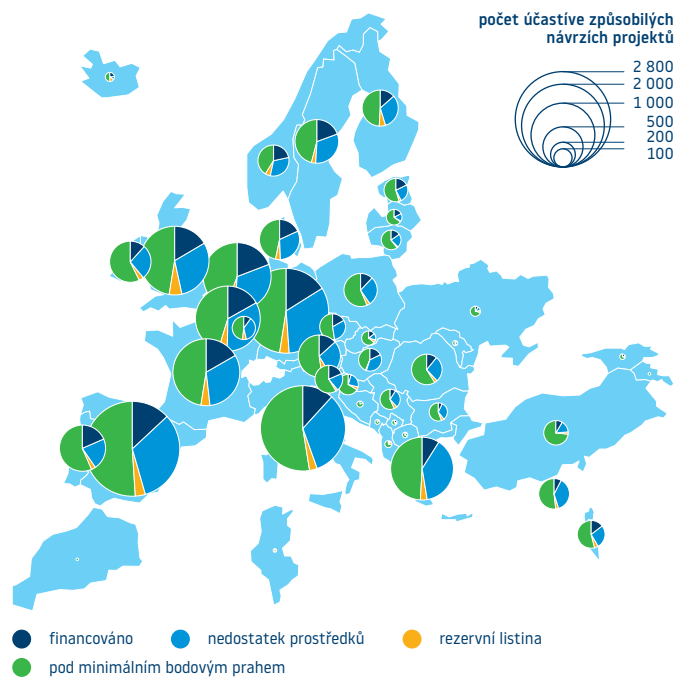 počet účastíve způsobilých
návrzích projektů
2 800
2 000
1 000
500
200
100
financováno
nedostatek prostředků
rezervní listina
pod minimálním bodovým prahem